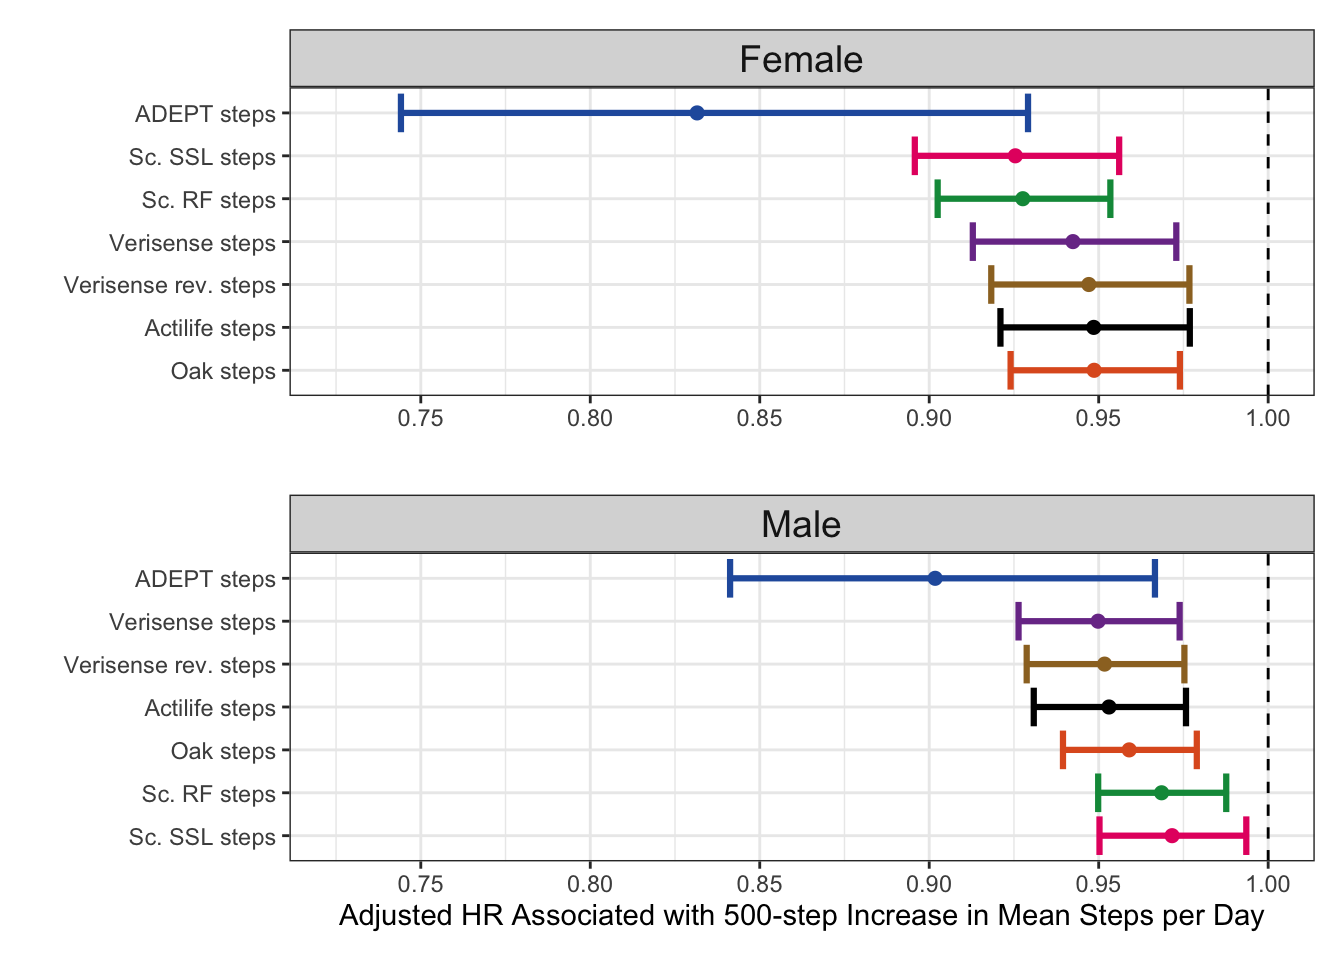 Female
ADEPT steps
Sc. SSL steps
Sc. RF steps
Verisense steps
Verisense rev. steps
Actilife steps
Oak steps
0.75 0.80 0.85 0.90 0.95 1.00
Male
ADEPT steps
Verisense steps
Verisense rev. steps
Actilife steps
Oak steps
Sc. RF steps
Sc. SSL steps
0.75 0.80 0.85 0.90 0.95 1.00
Adjusted HR Associated with 500-step Increase in Mean Steps per Day